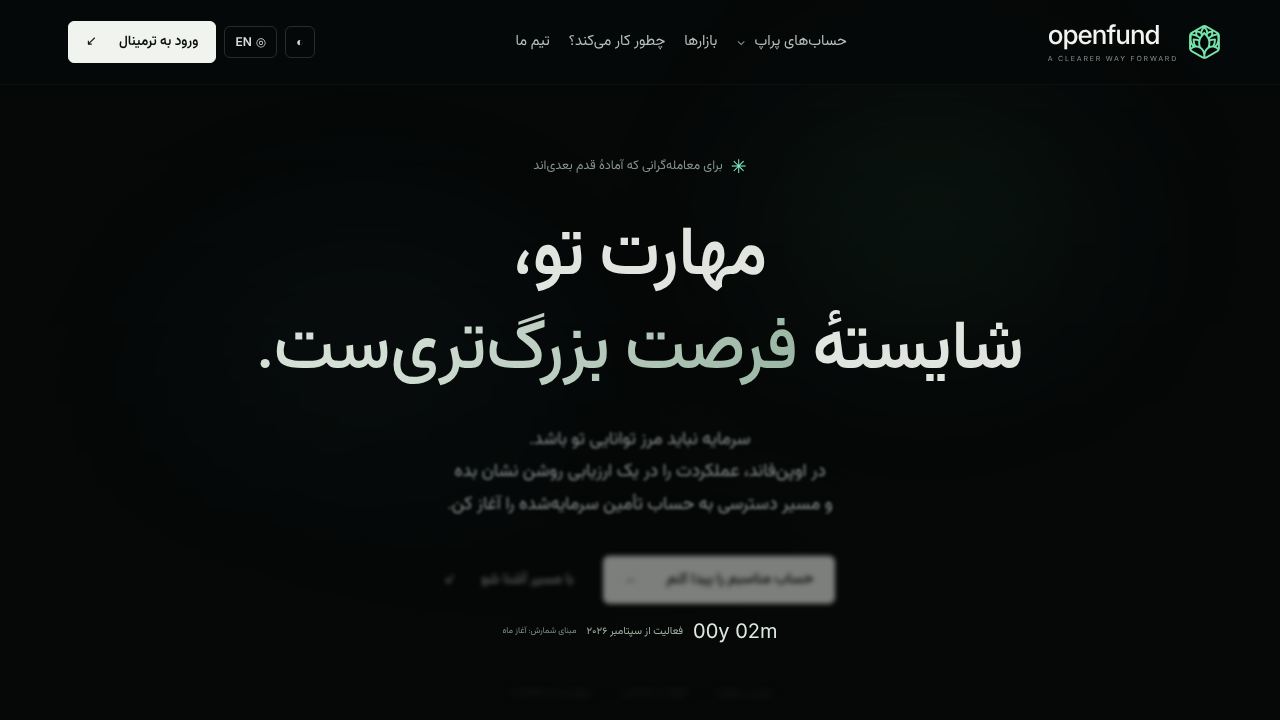 openfund
A CLEARER WAY FORWARD
حساب‌های پراپ
بازارها
چطور کار می‌کند؟
تیم ما
EN
ورود به ترمینال
برای معامله‌گرانی که آمادهٔ قدم بعدی‌اند
مهارت تو،
شایستهٔ فرصت بزرگ‌تری‌ست.
سرمایه نباید مرز توانایی تو باشد.
در اوپن‌فاند، عملکردت را در یک ارزیابی روشن نشان بده
و مسیر دسترسی به حساب تأمین سرمایه‌شده را آغاز کن.
حساب مناسبم را پیدا کنم
با مسیر آشنا شو
00y 02m فعالیت از سپتامبر ۲۰۲۶ مبنای شمارش: آغاز ماه